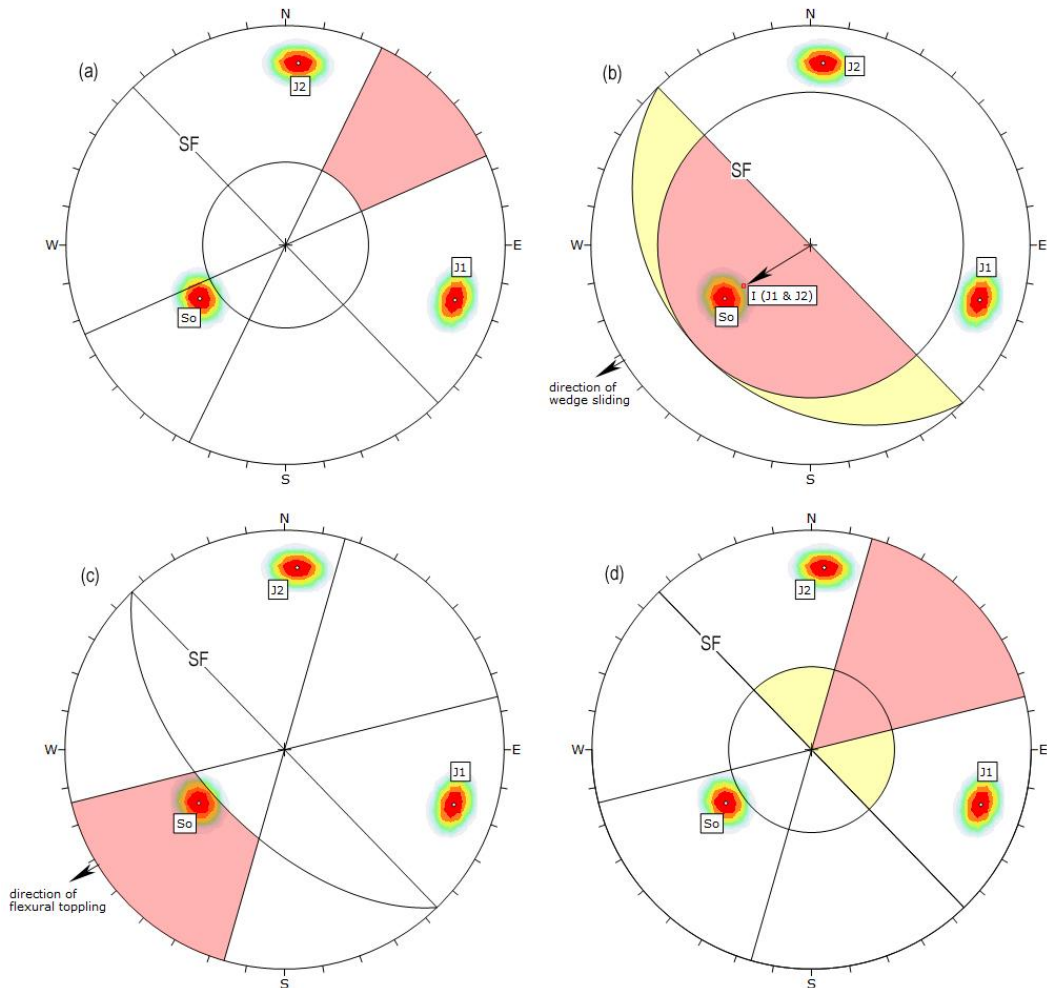 (a)
N
J2
SF
W
E
J1
So
S
(b)
N
J2
SF
W
E
J1
I (J1 & J2)
So
direction of
wedge sliding
S
(c)
N
J2
SF
W
E
J1
So
direction of
flexural toppling
S
(d)
N
J2
SF
W
E
J1
So
S